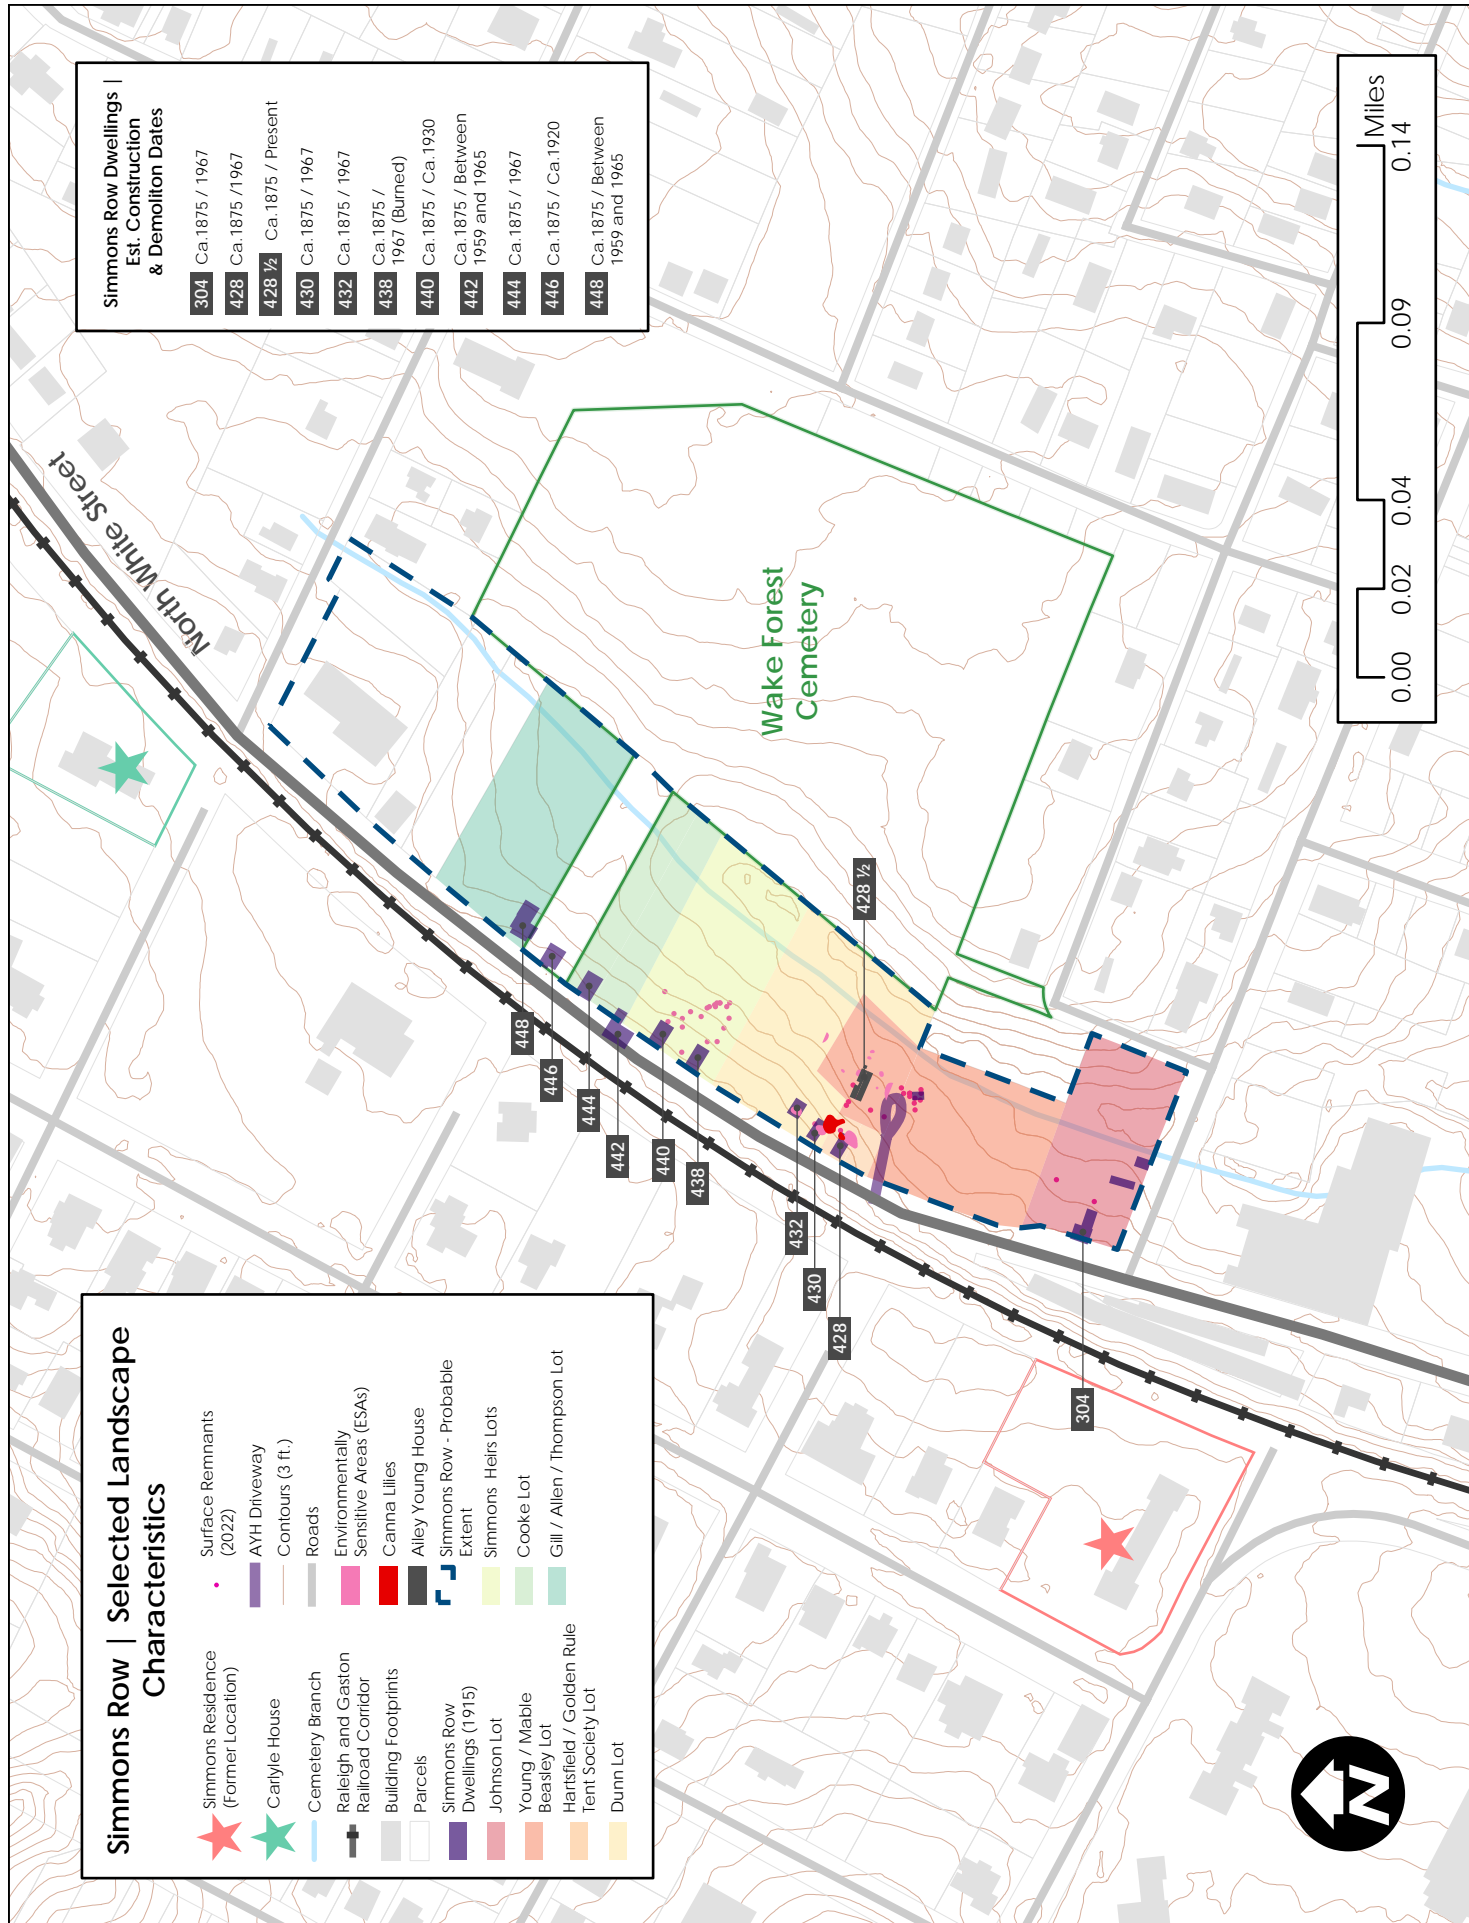 Simmons Row | Selected Landscape
Characteristics
Simmons Residence
(Former Location)
Carlyle House
Cemetery Branch
Raleigh and Gaston
Railroad Corridor
Building Footprints
Parcels
Simmons Row
Dwellings (1915)
Johnson Lot
Young / Mable
Beasley Lot
Hartsfield / Golden Rule
Tent Society Lot
Dunn Lot
Surface Remnants
(2022)
AYH Driveway
Contours (3 ft.)
Roads
Environmentally
Sensitive Areas (ESAs)
Canna Lilies
Ailey Young House
Simmons Row - Probable
Extent
Simmons Heirs Lots
Cooke Lot
Gill / Allen / Thompson Lot
Simmons Row Dwellings |
Est. Construction
& Demoliton Dates
304 Ca.1875 / 1967
428 Ca.1875 /1967
428 ½ Ca.1875 / Present
430 Ca.1875 / 1967
432 Ca.1875 / 1967
438 Ca.1875 /
1967 (Burned)
440 Ca.1875 / Ca.1930
442 Ca.1875 / Between
1959 and 1965
444 Ca.1875 / 1967
446 Ca.1875 / Ca.1920
448 Ca.1875 / Between
1959 and 1965
North White Street
Wake Forest
Cemetery
448
446
444
442
440
438
432
430
428
428 ½
304
N
0.00 0.02 0.04 0.09 0.14
Miles